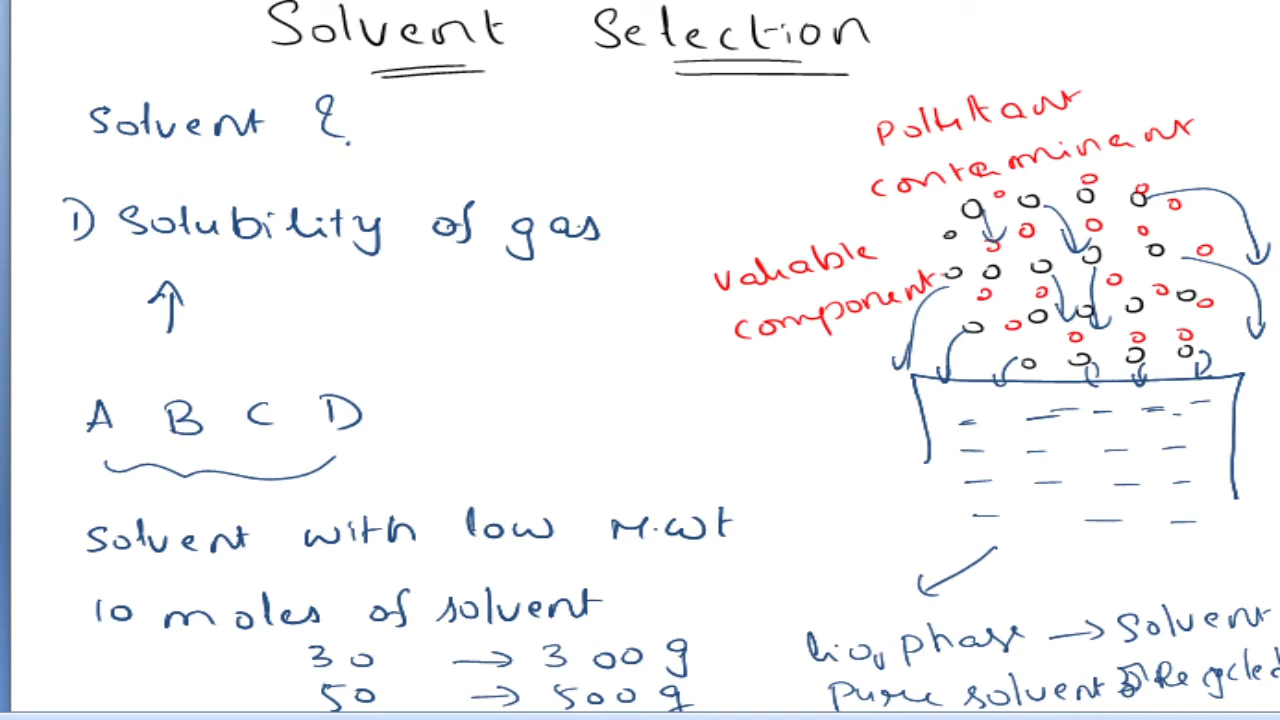 Solvent Selection
Solvent
1) Solubility of gas
↑
A B C D
Solvent with low M.wt
10 moles of solvent
30 → 300 g
50 → 500 g
Pollutant
contaminant
valuable
component
liq phase → Solvent
Pure solvent Recycled